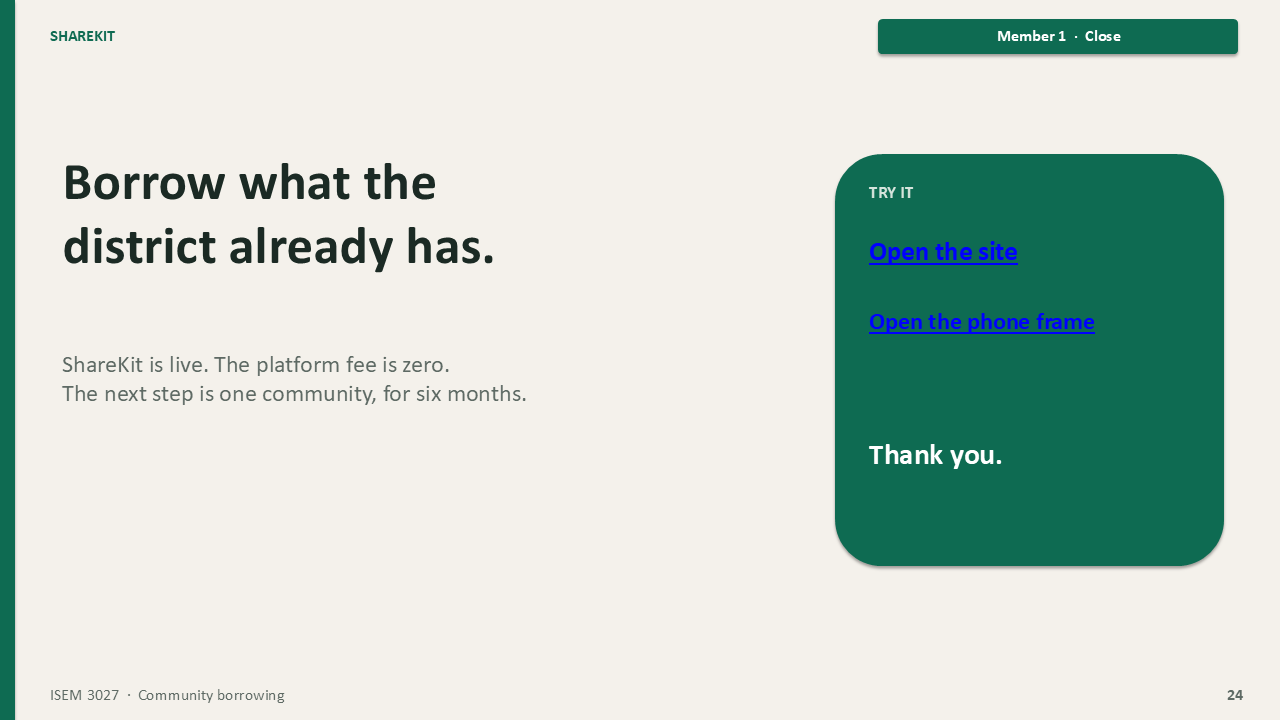 SHAREKIT
Member 1 · Close
Borrow what the
district already has.
ShareKit is live. The platform fee is zero.
The next step is one community, for six months.
TRY IT
Open the site
Open the phone frame
Thank you.
ISEM 3027 · Community borrowing
24